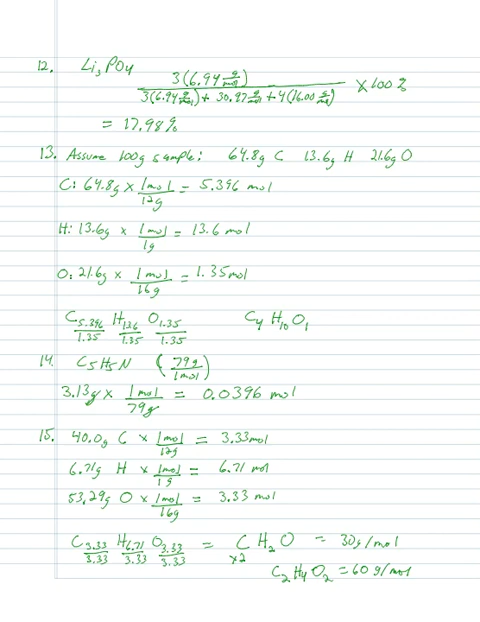 12. Li3PO4
3(6.94 g/mol)
3(6.94 g/mol) + 30.97 g/mol + 4(16.00 g/mol) × 100%
= 17.98%
13. Assume 100g sample: 64.8g C 13.6g H 21.6g O
C: 64.8g × 1mol/12g = 5.396 mol
H: 13.6g × 1mol/1g = 13.6 mol
O: 21.6g × 1mol/16g = 1.35mol
C5.396/1.35 H13.6/1.35 O1.35/1.35 C4H10O1
14. C5H5N (79g/1mol)
3.13g × 1mol/79g = 0.0396 mol
15. 40.0g C × 1mol/12g = 3.33mol
6.71g H × 1mol/1g = 6.71 mol
53.29g O × 1mol/16g = 3.33 mol
C3.33/3.33 H6.71/3.33 O3.33/3.33 = CH2O = 30g/mol
×2
C2H4O2 = 60g/mol